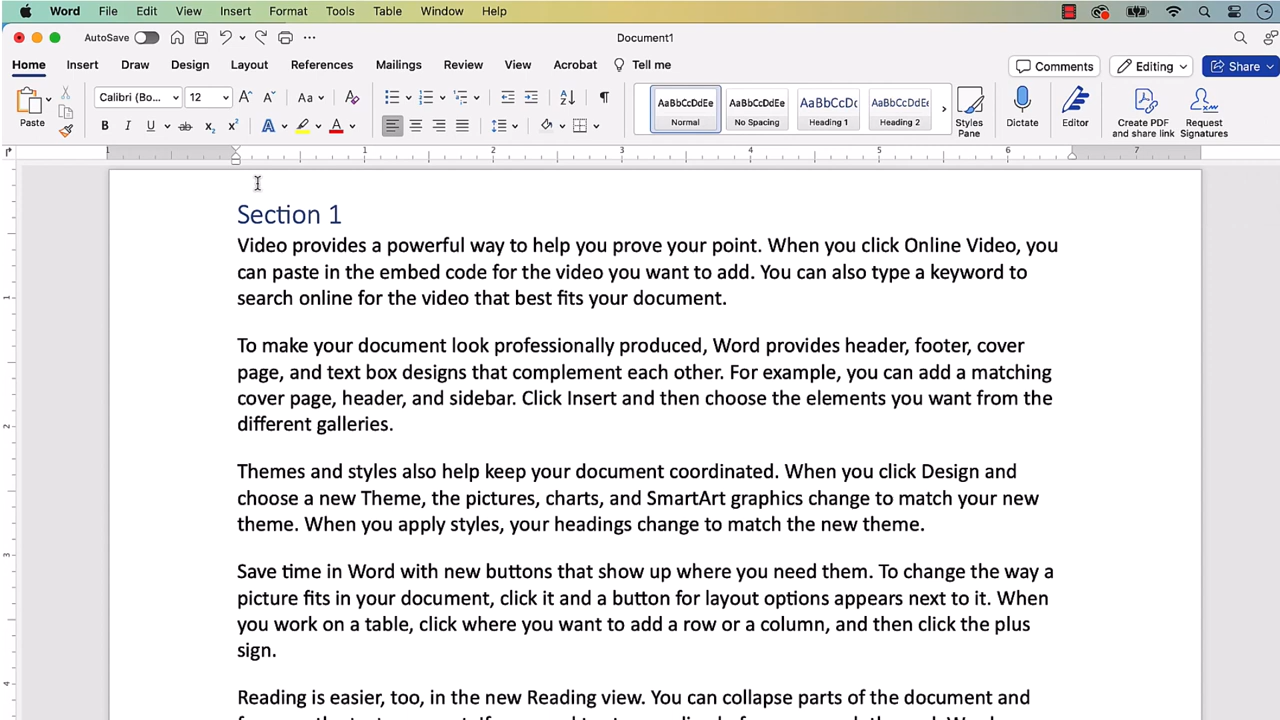 Word File Edit View Insert Format Tools Table Window Help
AutoSave Document1
Home Insert Draw Design Layout References Mailings Review View Acrobat Tell me Comments Editing Share
Paste Calibri (Bo... 12 Aa AaBbCcDdEe Normal AaBbCcDdEe No Spacing AaBbCcDc Heading 1 AaBbCcDdEe Heading 2 Styles Pane Dictate Editor Create PDF and share link Request Signatures
B I U ab x₂ x² A A
1 1 2 3 4 5 6 7
Section 1
Video provides a powerful way to help you prove your point. When you click Online Video, you
can paste in the embed code for the video you want to add. You can also type a keyword to
search online for the video that best fits your document.
To make your document look professionally produced, Word provides header, footer, cover
page, and text box designs that complement each other. For example, you can add a matching
cover page, header, and sidebar. Click Insert and then choose the elements you want from the
different galleries.
Themes and styles also help keep your document coordinated. When you click Design and
choose a new Theme, the pictures, charts, and SmartArt graphics change to match your new
theme. When you apply styles, your headings change to match the new theme.
Save time in Word with new buttons that show up where you need them. To change the way a
picture fits in your document, click it and a button for layout options appears next to it. When
you work on a table, click where you want to add a row or a column, and then click the plus
sign.
Reading is easier, too, in the new Reading view. You can collapse parts of the document and